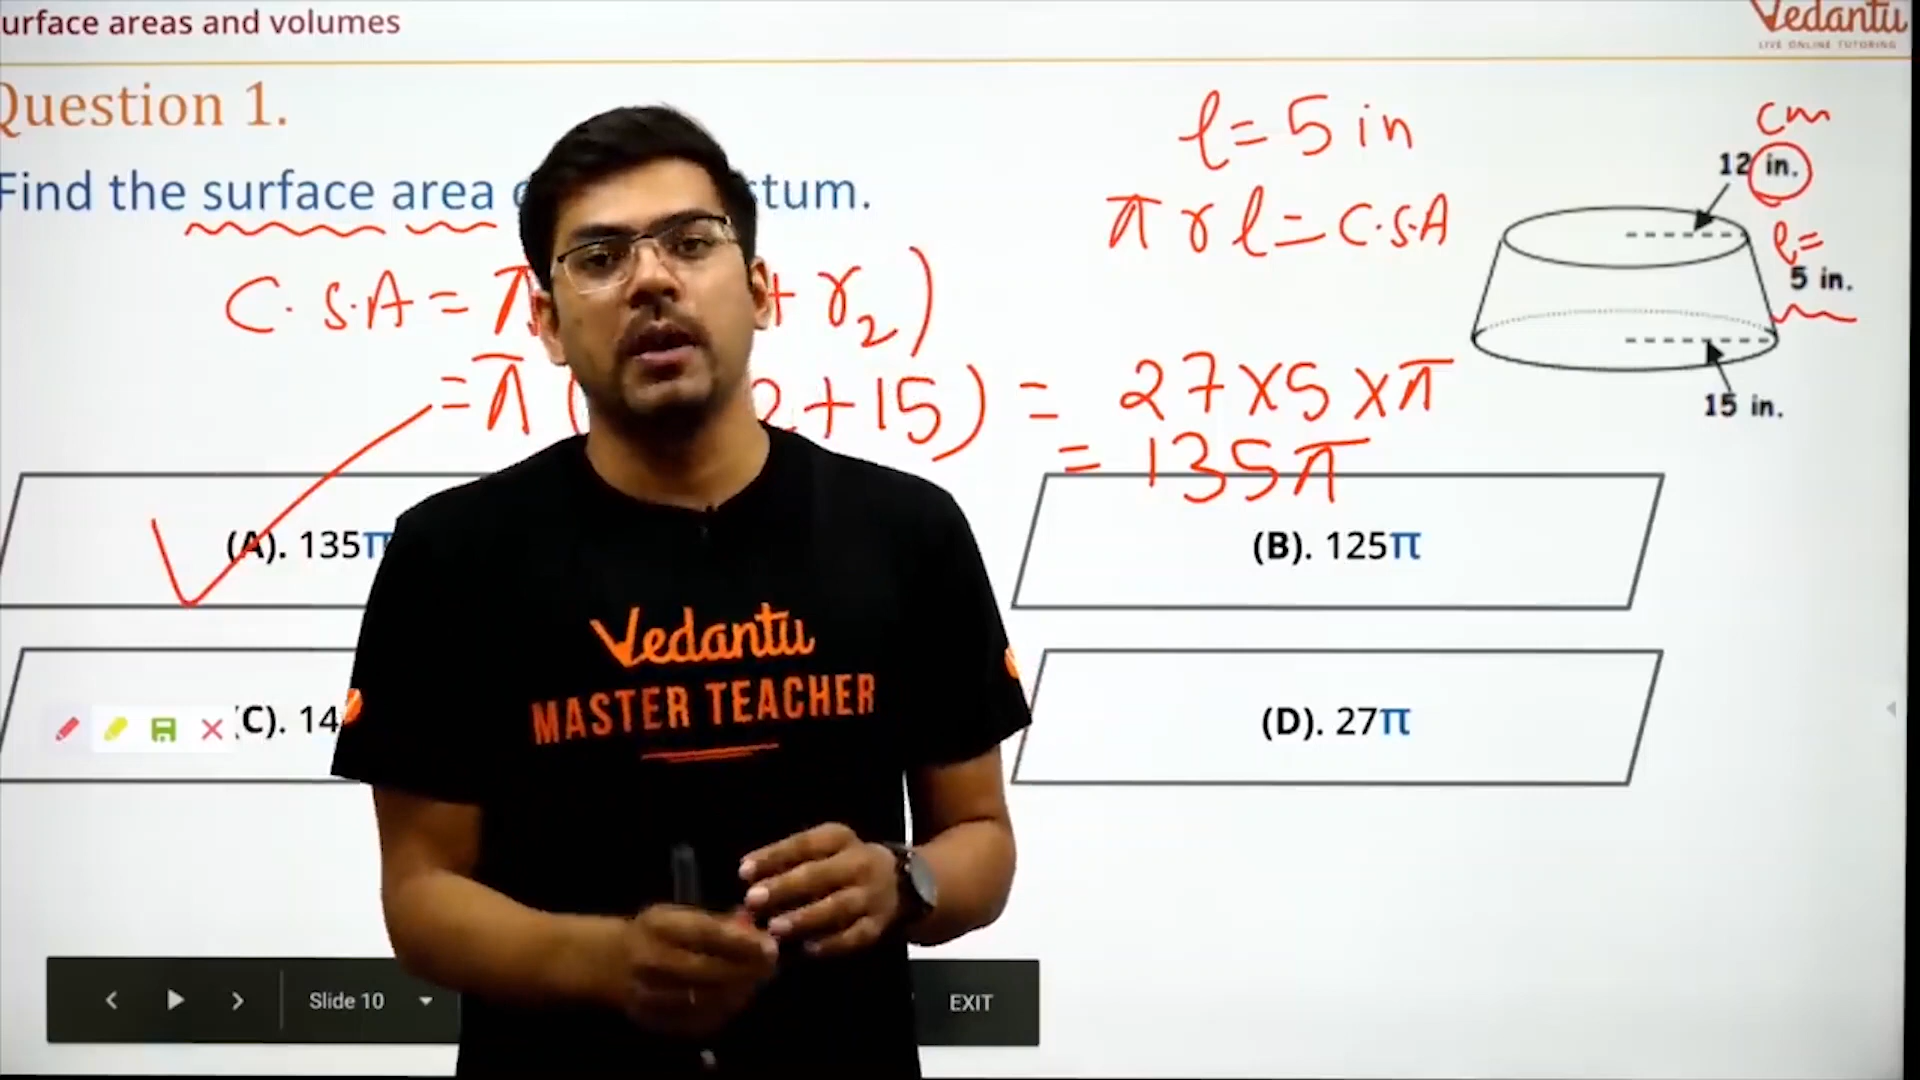 urface areas and volumes
Vedantu
LIVE ONLINE TUTORING
Question 1.
Find the surface area stum.
l = 5 in
π r l = C.S.A
cm
12 in.
l =
5 in.
15 in.
C.S.A = π + r2)
= π ( 2+15) = 27 × 5 × π
= 135π
(A). 135π
(B). 125π
(C). 14
(D). 27π
Vedantu
MASTER TEACHER
Slide 10
EXIT